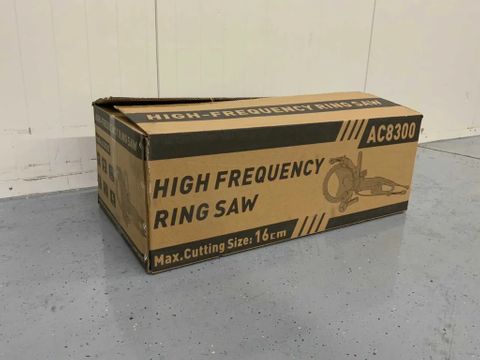 HIGH-FREQUENCY RING SAW
AC8300
HIGH FREQUENCY
RING SAW
Max.Cutting Size: 16cm